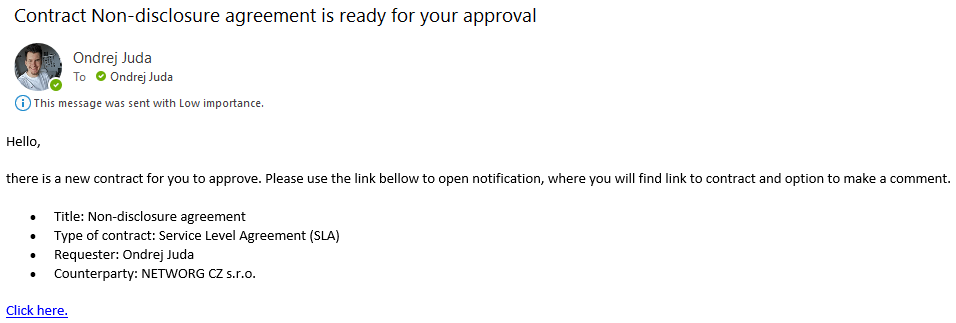 Contract Non-disclosure agreement is ready for your approval
Ondrej Juda
To Ondrej Juda
This message was sent with Low importance.
Hello,
there is a new contract for you to approve. Please use the link bellow to open notification, where you will find link to contract and option to make a comment.
• Title: Non-disclosure agreement
• Type of contract: Service Level Agreement (SLA)
• Requester: Ondrej Juda
• Counterparty: NETWORG CZ s.r.o.
Click here.